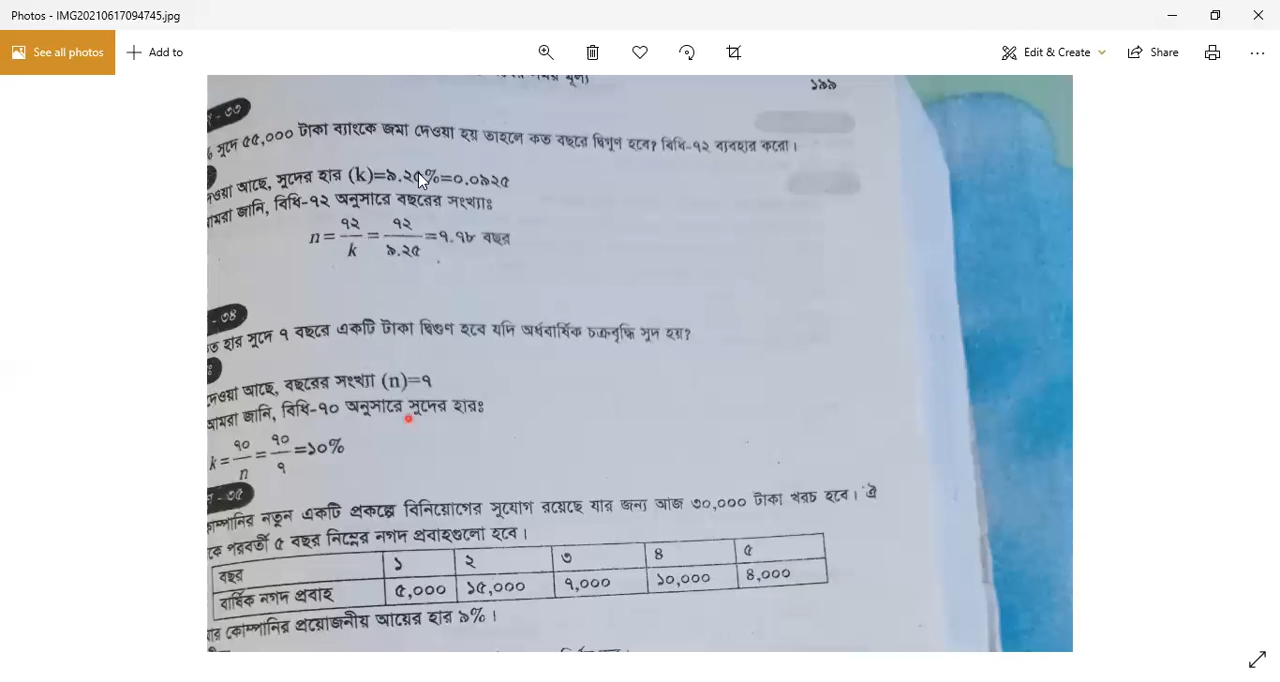 Photos - IMG20210617094745.jpg
See all photos
Add to
Edit & Create
Share
১৯৯
- ৩৩
সুদে ৫৫,০০০ টাকা ব্যাংকে জমা দেওয়া হয় তাহলে কত বছরে দ্বিগুণ হবে? বিধি-৭২ ব্যবহার করো।
আছে, সুদের হার (k)=৯.২৫%=০.০৯২৫
জানি, বিধি-৭২ অনুসারে বছরের সংখ্যাঃ
n= ৭২/k = ৭২/৯.২৫ =৭.৭৮ বছর
- ৩৪
হার সুদে ৭ বছরে একটি টাকা দ্বিগুণ হবে যদি অর্ধবার্ষিক চক্রবৃদ্ধি সুদ হয়?
দেওয়া আছে, বছরের সংখ্যা (n)=৭
আমরা জানি, বিধি-৭০ অনুসারে সুদের হারঃ
k= ৭০/n = ৭০/৭ =১০%
- ৩৫
নতুন একটি প্রকল্পে বিনিয়োগের সুযোগ রয়েছে যার জন্য আজ ৩০,০০০ টাকা খরচ হবে। ঐ
পরবর্তী ৫ বছর নিম্নের নগদ প্রবাহগুলো হবে।
বছর ১ ২ ৩ ৪ ৫
বার্ষিক নগদ প্রবাহ ৫,০০০ ১৫,০০০ ৭,০০০ ১০,০০০ ৪,০০০
কোম্পানির প্রয়োজনীয় আয়ের হার ৯%।